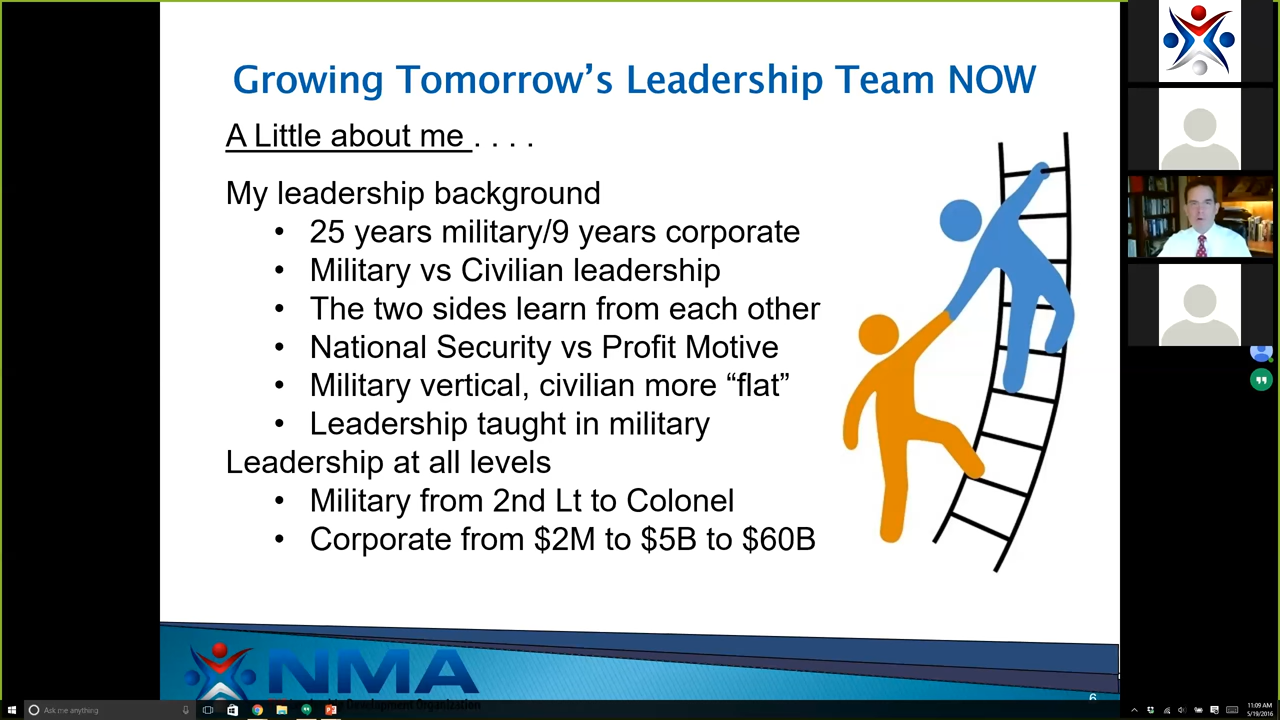 Growing Tomorrow's Leadership Team NOW
A Little about me . . . .
My leadership background
• 25 years military/9 years corporate
• Military vs Civilian leadership
• The two sides learn from each other
• National Security vs Profit Motive
• Military vertical, civilian more “flat”
• Leadership taught in military
Leadership at all levels
• Military from 2nd Lt to Colonel
• Corporate from $2M to $5B to $60B
NMA
Development Organization
6
Ask me anything
11:09 AM
5/19/2016